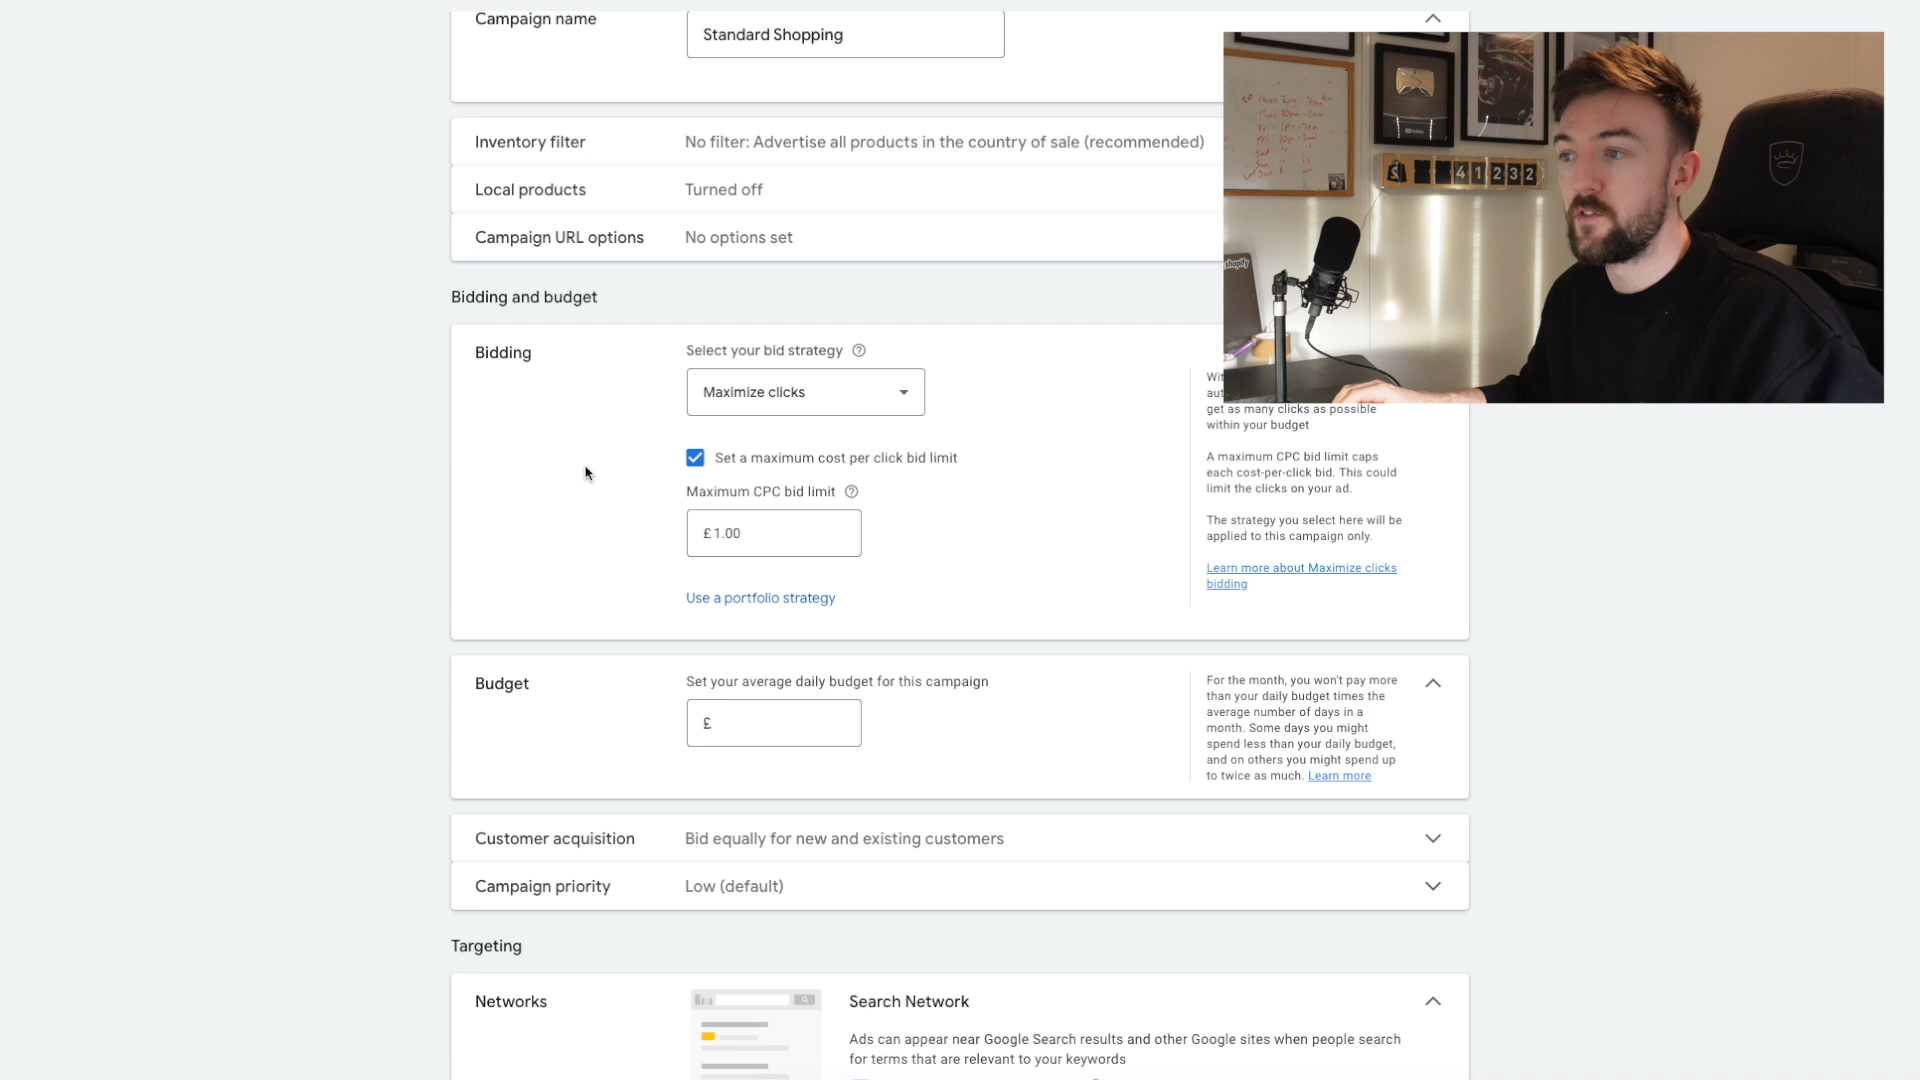 Campaign name
Standard Shopping
Inventory filter
No filter: Advertise all products in the country of sale (recommended)
Local products
Turned off
Campaign URL options
No options set
Bidding and budget
Bidding
Select your bid strategy
Maximize clicks
Set a maximum cost per click bid limit
Maximum CPC bid limit
£1.00
Use a portfolio strategy
get as many clicks as possible
within your budget
A maximum CPC bid limit caps
each cost-per-click bid. This could
limit the clicks on your ad.
The strategy you select here will be
applied to this campaign only.
Learn more about Maximize clicks
bidding
Budget
Set your average daily budget for this campaign
£
For the month, you won't pay more
than your daily budget times the
average number of days in a
month. Some days you might
spend less than your daily budget,
and on others you might spend up
to twice as much. Learn more
Customer acquisition
Bid equally for new and existing customers
Campaign priority
Low (default)
Targeting
Networks
Search Network
Ads can appear near Google Search results and other Google sites when people search
for terms that are relevant to your keywords
shopify
41,232